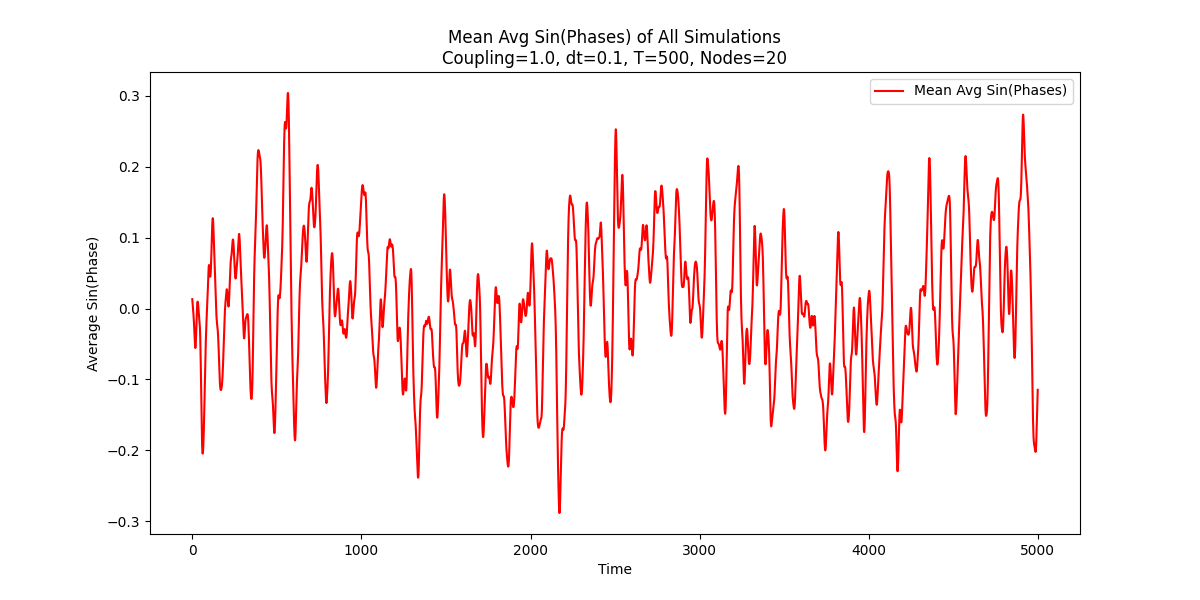 Mean Avg Sin(Phases) of All Simulations
Coupling=1.0, dt=0.1, T=500, Nodes=20
Mean Avg Sin(Phases)
Average Sin(Phase)
0.3
0.2
0.1
0.0
−0.1
−0.2
−0.3
0 1000 2000 3000 4000 5000
Time